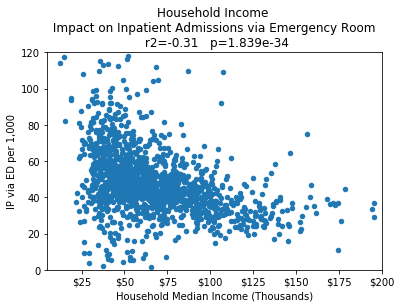 Household Income
Impact on Inpatient Admissions via Emergency Room
r2=-0.31 p=1.839e-34
120
100
80
60
40
20
0
IP via ED per 1,000
$25 $50 $75 $100 $125 $150 $175 $200
Household Median Income (Thousands)